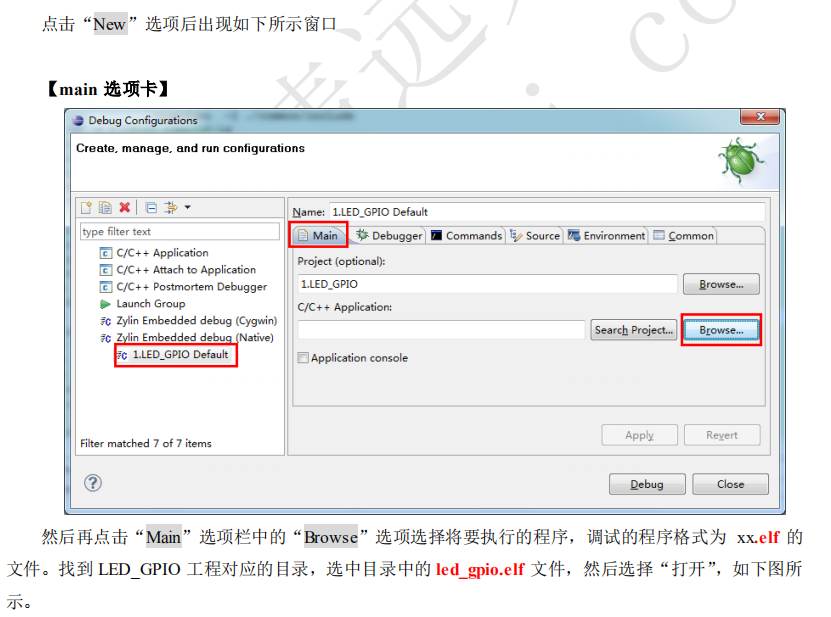 点击“New”选项后出现如下所示窗口
【main 选项卡】
Debug Configurations
Create, manage, and run configurations
Name: 1.LED_GPIO Default
type filter text
Main Debugger Commands Source Environment Common
C/C++ Application
Project (optional):
C/C++ Attach to Application
1.LED_GPIO Browse...
C/C++ Postmortem Debugger
Launch Group
C/C++ Application:
Zylin Embedded debug (Cygwin)
Search Project... Browse...
Zylin Embedded debug (Native)
1.LED_GPIO Default
Application console
Filter matched 7 of 7 items
Apply Revert
Debug Close
然后再点击“Main”选项栏中的“Browse”选项选择将要执行的程序，调试的程序格式为 xx.elf 的
文件。找到 LED_GPIO 工程对应的目录，选中目录中的 led_gpio.elf 文件，然后选择“打开”，如下图所
示。